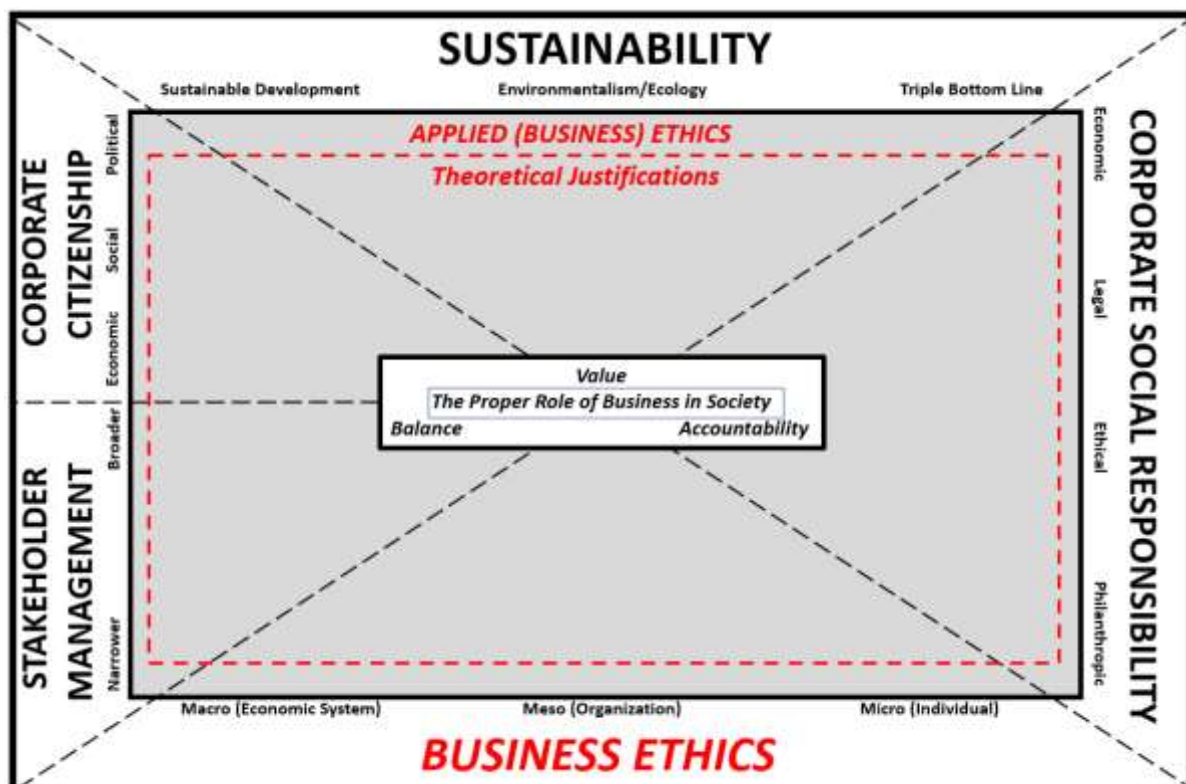 SUSTAINABILITY
Sustainable Development
Environmentalism/Ecology
Triple Bottom Line
CORPORATE
CITIZENSHIP
Political
Social
Economic
STAKEHOLDER
MANAGEMENT
Broader
Narrower
APPLIED (BUSINESS) ETHICS
Theoretical Justifications
Value
The Proper Role of Business in Society
Balance
Accountability
Economic
Legal
Ethical
Philanthropic
CORPORATE SOCIAL RESPONSIBILITY
Macro (Economic System)
Meso (Organization)
Micro (Individual)
BUSINESS ETHICS